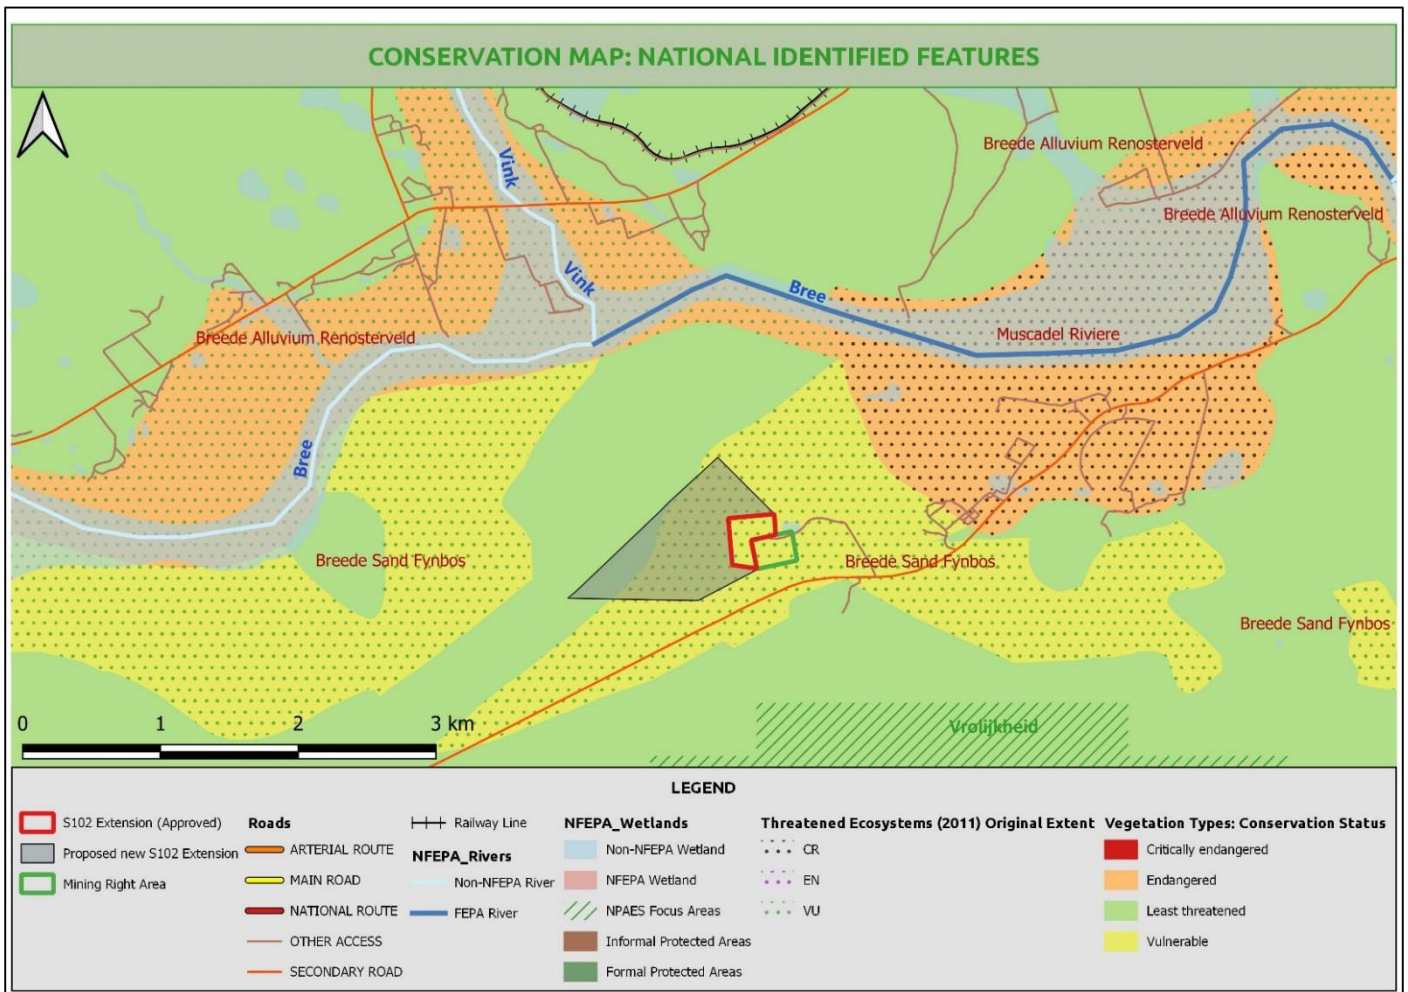 CONSERVATION MAP: NATIONAL IDENTIFIED FEATURES
Vink
Breede Alluvium Renosterveld
Breede Alluvium Renosterveld
Vink
Bree
Breede Alluvium Renosterveld
Muscadel Riviere
Bree
Breede Sand Fynbos
Breede Sand Fynbos
Breede Sand Fynbos
Vrolijkheid
0 1 2 3 km
LEGEND
S102 Extension (Approved)
Proposed new S102 Extension
Mining Right Area
Roads
ARTERIAL ROUTE
MAIN ROAD
NATIONAL ROUTE
OTHER ACCESS
SECONDARY ROAD
Railway Line
NFEPA_Rivers
Non-NFEPA River
FEPA River
NFEPA_Wetlands
Non-NFEPA Wetland
NFEPA Wetland
NPAES Focus Areas
Informal Protected Areas
Formal Protected Areas
Threatened Ecosystems (2011) Original Extent
CR
EN
VU
Vegetation Types: Conservation Status
Critically endangered
Endangered
Least threatened
Vulnerable